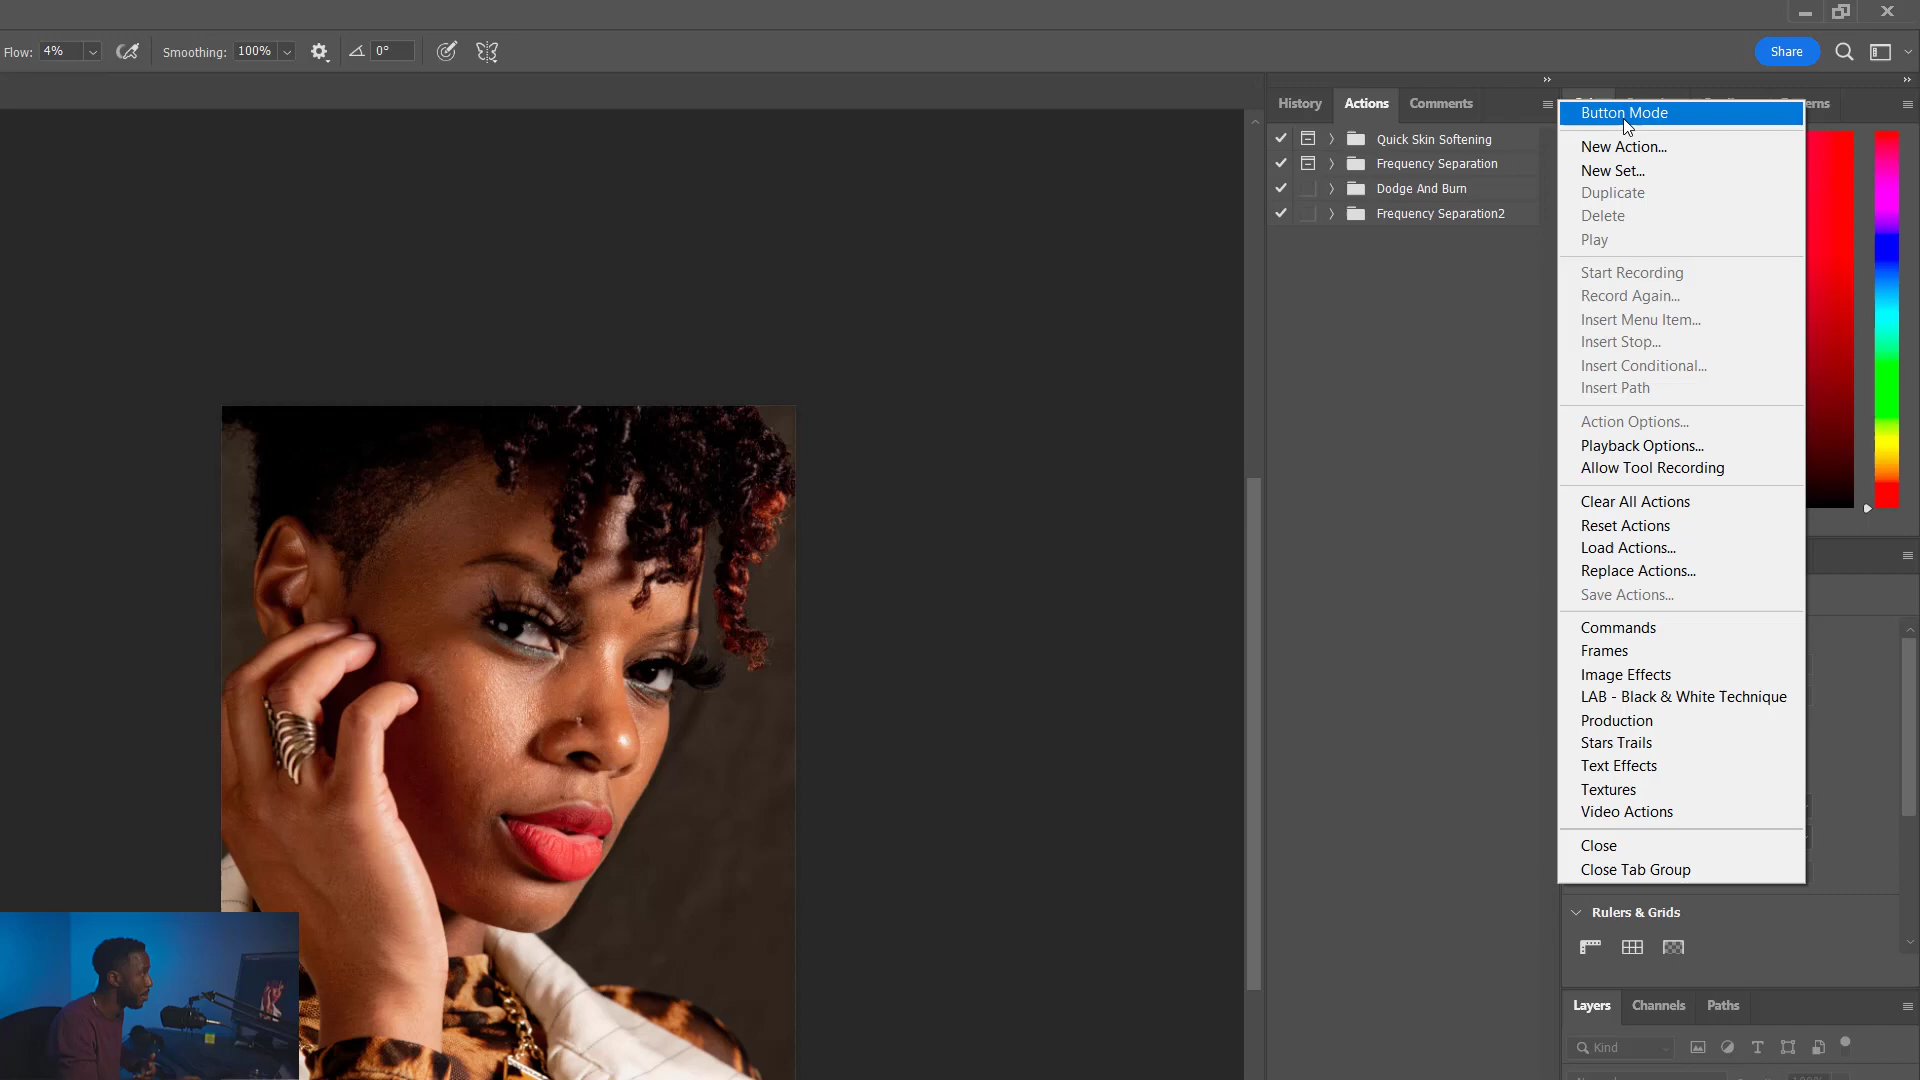 Flow: 4% Smoothing: 100% 0° Share
History Actions Comments
Quick Skin Softening
Frequency Separation
Dodge And Burn
Frequency Separation2
Button Mode
New Action...
New Set...
Duplicate
Delete
Play
Start Recording
Record Again...
Insert Menu Item...
Insert Stop...
Insert Conditional...
Insert Path
Action Options...
Playback Options...
Allow Tool Recording
Clear All Actions
Reset Actions
Load Actions...
Replace Actions...
Save Actions...
Commands
Frames
Image Effects
LAB - Black & White Technique
Production
Stars Trails
Text Effects
Textures
Video Actions
Close
Close Tab Group
Rulers & Grids
Layers Channels Paths
Kind